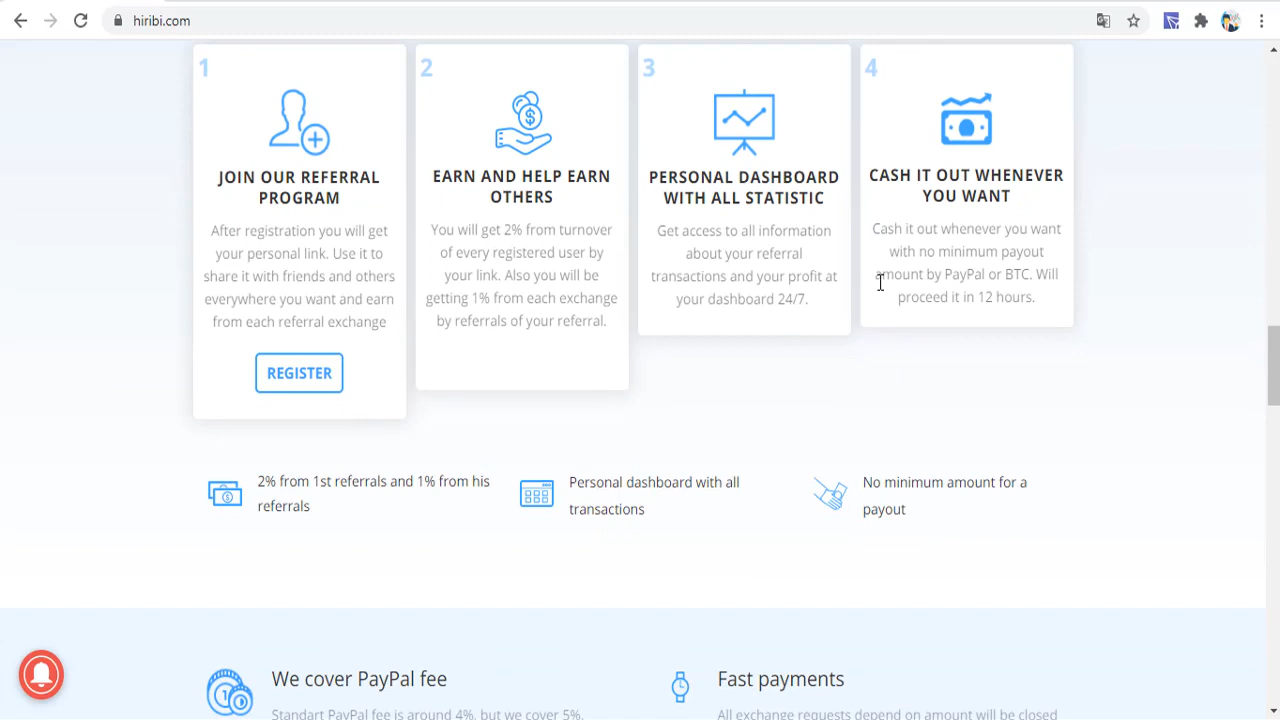 hiribi.com
1
JOIN OUR REFERRAL
PROGRAM
After registration you will get
your personal link. Use it to
share it with friends and others
everywhere you want and earn
from each referral exchange
REGISTER
2
EARN AND HELP EARN
OTHERS
You will get 2% from turnover
of every registered user by
your link. Also you will be
getting 1% from each exchange
by referrals of your referral.
3
PERSONAL DASHBOARD
WITH ALL STATISTIC
Get access to all information
about your referral
transactions and your profit at
your dashboard 24/7.
4
CASH IT OUT WHENEVER
YOU WANT
Cash it out whenever you want
with no minimum payout
amount by PayPal or BTC. Will
proceed it in 12 hours.
2% from 1st referrals and 1% from his
referrals
Personal dashboard with all
transactions
No minimum amount for a
payout
We cover PayPal fee
Standart PayPal fee is around 4%, but we cover 5%.
Fast payments
All exchange requests depend on amount will be closed